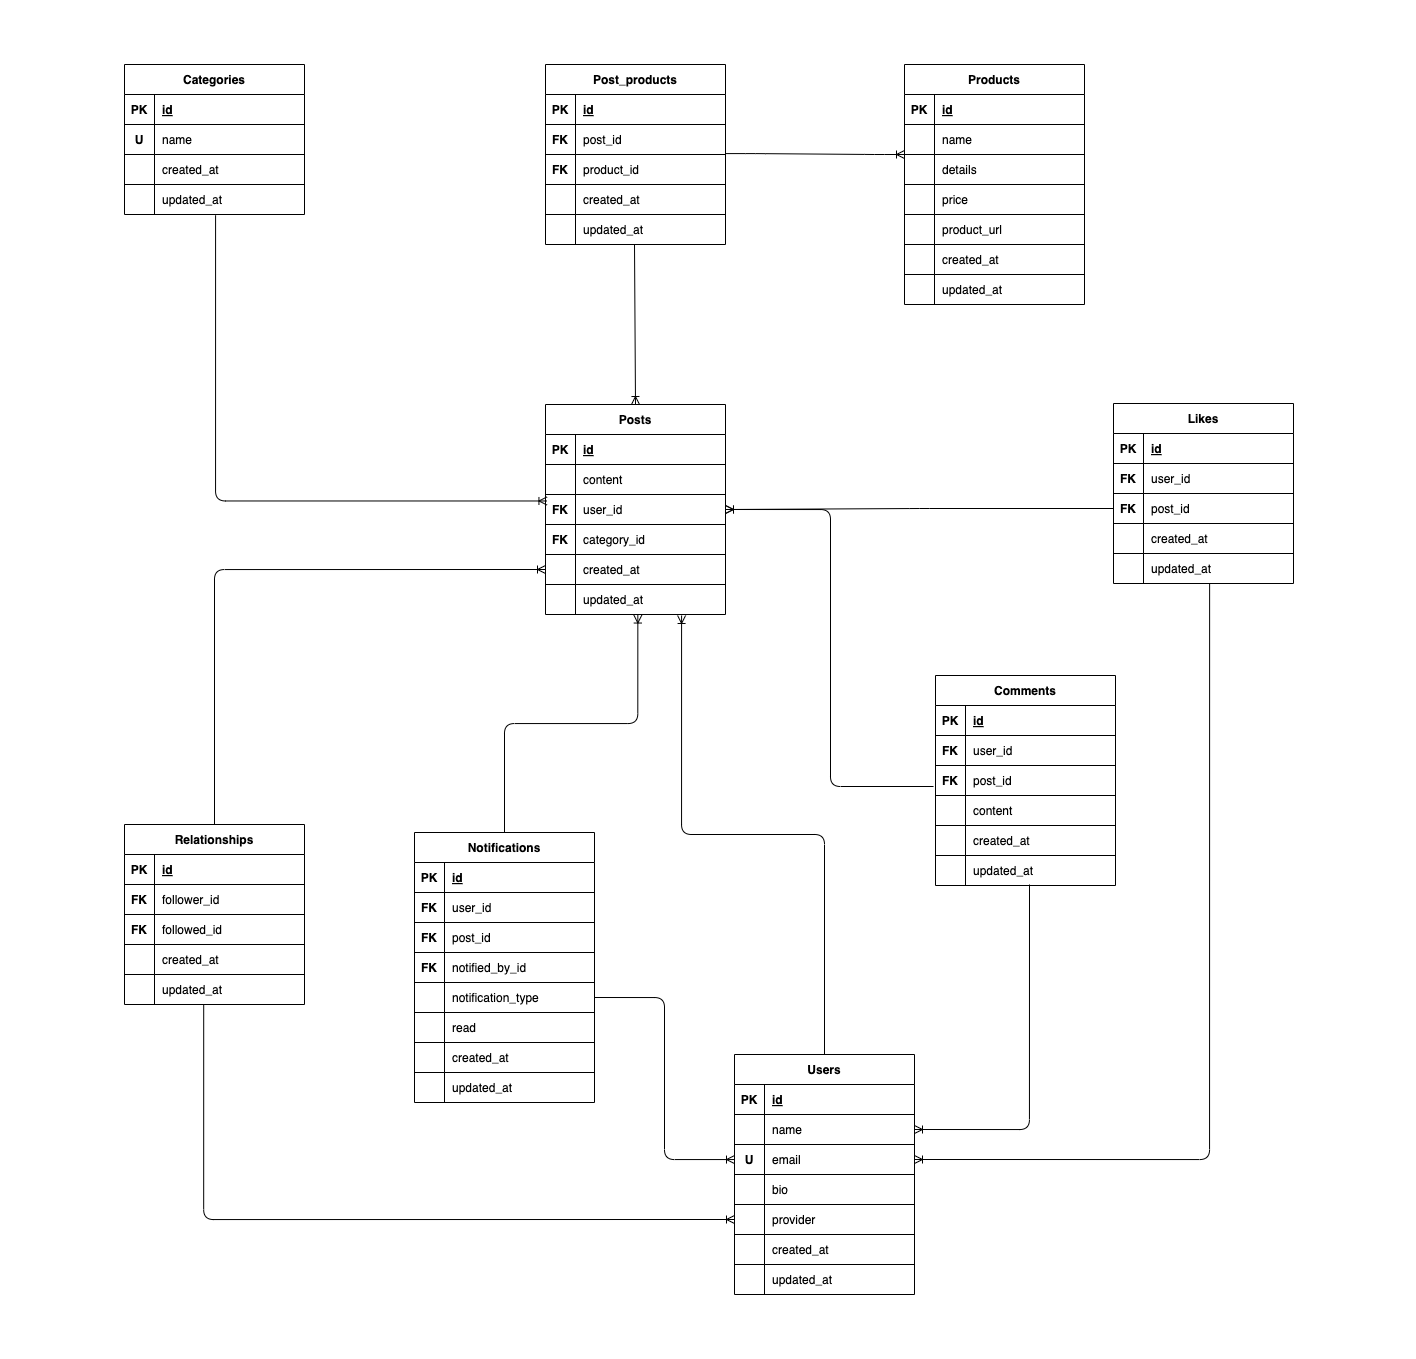 Categories
PK id
U name
created_at
updated_at
Post_products
PK id
FK post_id
FK product_id
created_at
updated_at
Products
PK id
name
details
price
product_url
created_at
updated_at
Posts
PK id
content
FK user_id
FK category_id
created_at
updated_at
Likes
PK id
FK user_id
FK post_id
created_at
updated_at
Comments
PK id
FK user_id
FK post_id
content
created_at
updated_at
Relationships
PK id
FK follower_id
FK followed_id
created_at
updated_at
Notifications
PK id
FK user_id
FK post_id
FK notified_by_id
notification_type
read
created_at
updated_at
Users
PK id
name
U email
bio
provider
created_at
updated_at